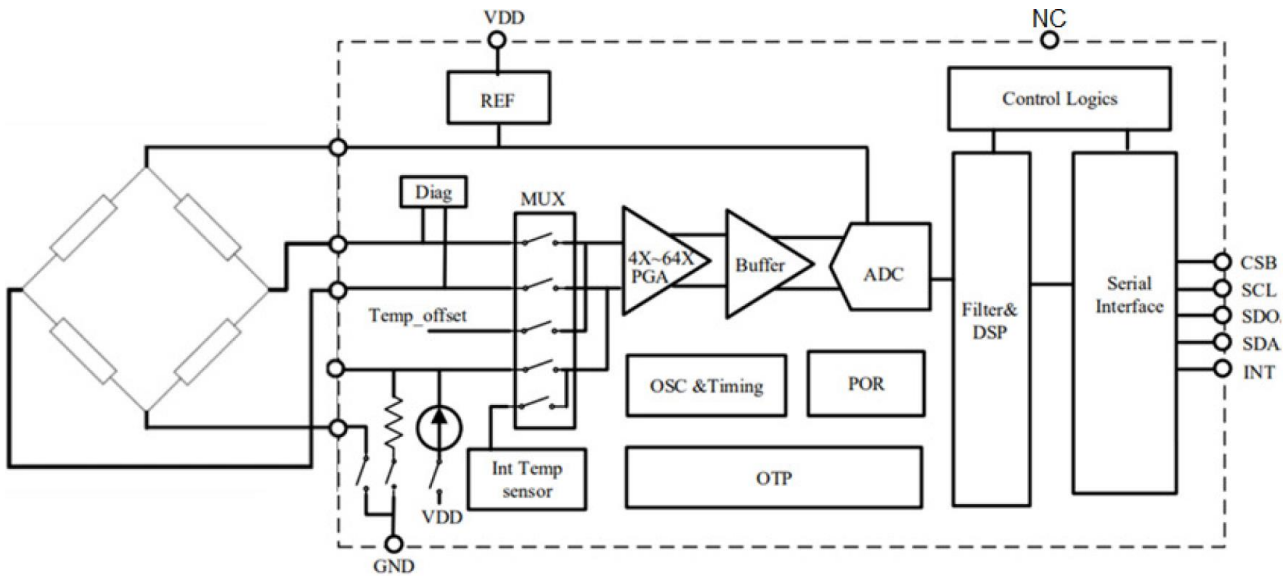 VDD
NC
REF
Control Logics
Diag
MUX
4X~64X
PGA
Buffer
ADC
Filter&
DSP
Serial
Interface
CSB
SCL
SDO
SDA
INT
Temp_offset
OSC &Timing
POR
Int Temp
sensor
OTP
VDD
GND